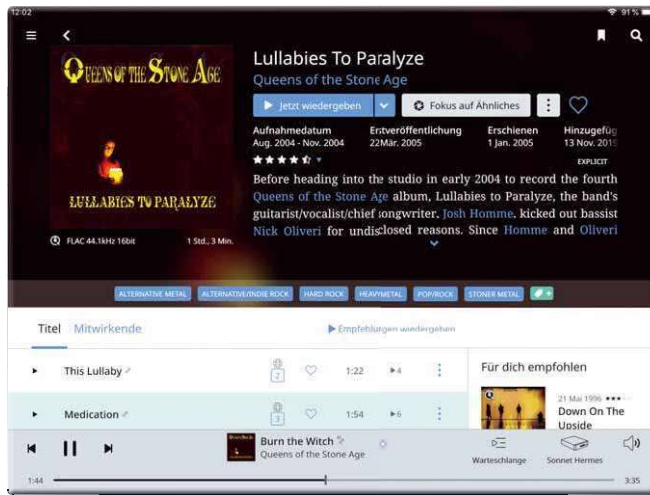 12:02
91 %
QUEENS OF THE STONE AGE
LULLABIES TO PARALYZE
FLAC 44.1kHz 16bit
1 Std., 3 Min.
Lullabies To Paralyze
Queens of the Stone Age
Jetzt wiedergeben
Fokus auf Ähnliches
Aufnahmedatum Erstveröffentlichung Erschienen Hinzugefüg
Aug. 2004 - Nov. 2004 22Mär. 2005 1 Jan. 2005 13 Nov. 2019
EXPLICIT
Before heading into the studio in early 2004 to record the fourth
Queens of the Stone Age album, Lullabies to Paralyze, the band's
guitarist/vocalist/chief songwriter, Josh Homme, kicked out bassist
Nick Oliveri for undisclosed reasons. Since Homme and Oliveri
ALTERNATIVE METAL ALTERNATIVE/INDIE ROCK HARD ROCK HEAVYMETAL POP/ROCK STONER METAL
Titel Mitwirkende
Empfehlungen wiedergeben
This Lullaby 2 1:22 4
Medication 3 1:54 6
Für dich empfohlen
21 Mai 1996
Down On The
Upside
Burn the Witch
Queens of the Stone Age
Warteschlange
Sonnet Hermes
1:44
3:35